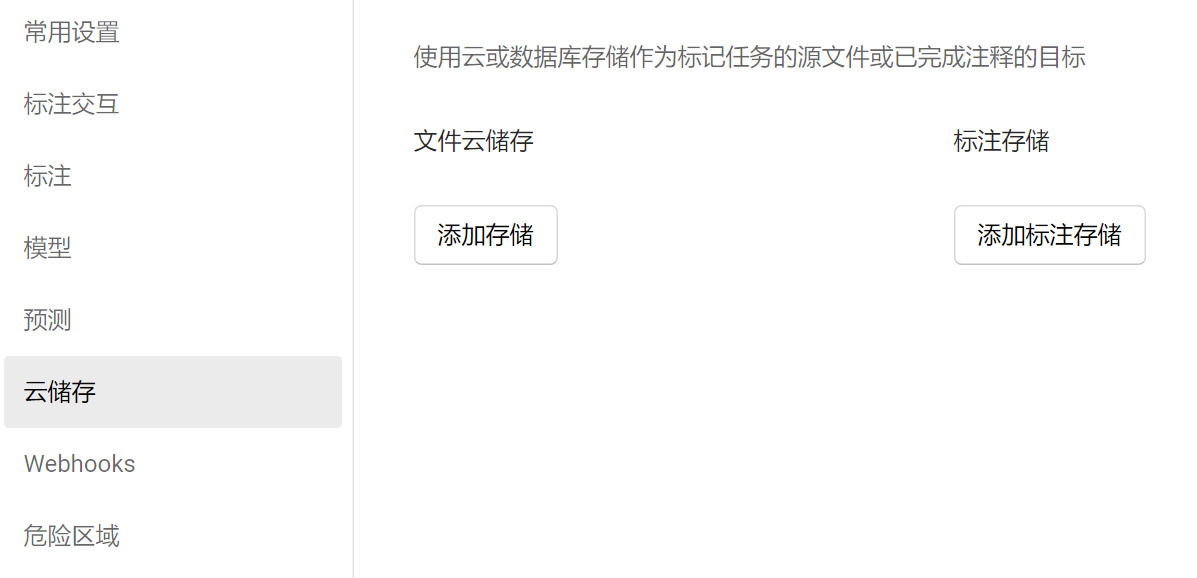 常用设置
标注交互
标注
模型
预测
云储存
Webhooks
危险区域
使用云或数据库存储作为标记任务的源文件或已完成注释的目标
文件云储存
添加存储
标注存储
添加标注存储